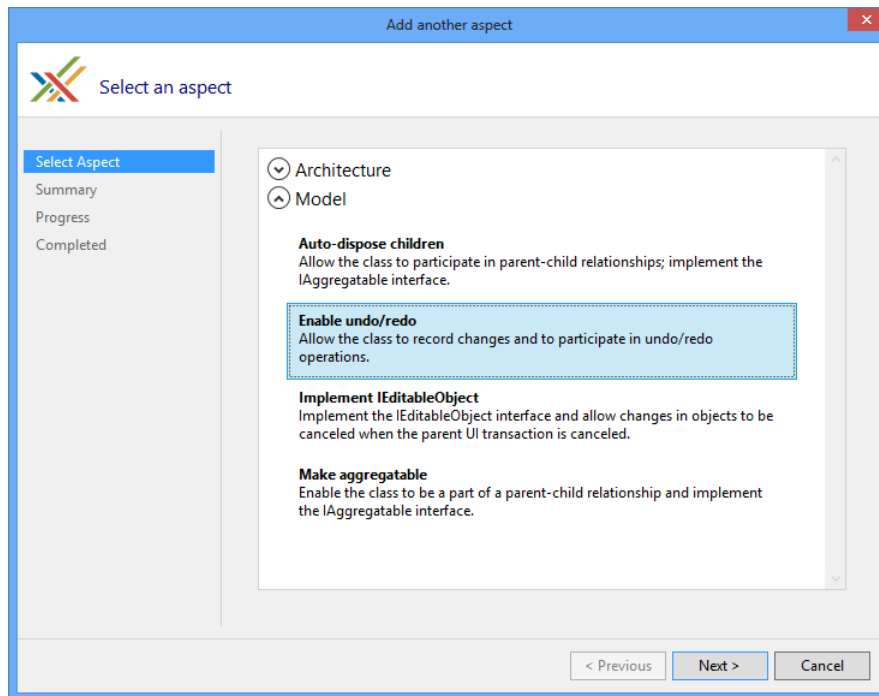 Add another aspect
Select an aspect
Select Aspect
Summary
Progress
Completed
Architecture
Model
Auto-dispose children
Allow the class to participate in parent-child relationships; implement the
IAggregatable interface.
Enable undo/redo
Allow the class to record changes and to participate in undo/redo
operations.
Implement IEditableObject
Implement the IEditableObject interface and allow changes in objects to be
canceled when the parent UI transaction is canceled.
Make aggregatable
Enable the class to be a part of a parent-child relationship and implement
the IAggregatable interface.
< Previous
Next >
Cancel